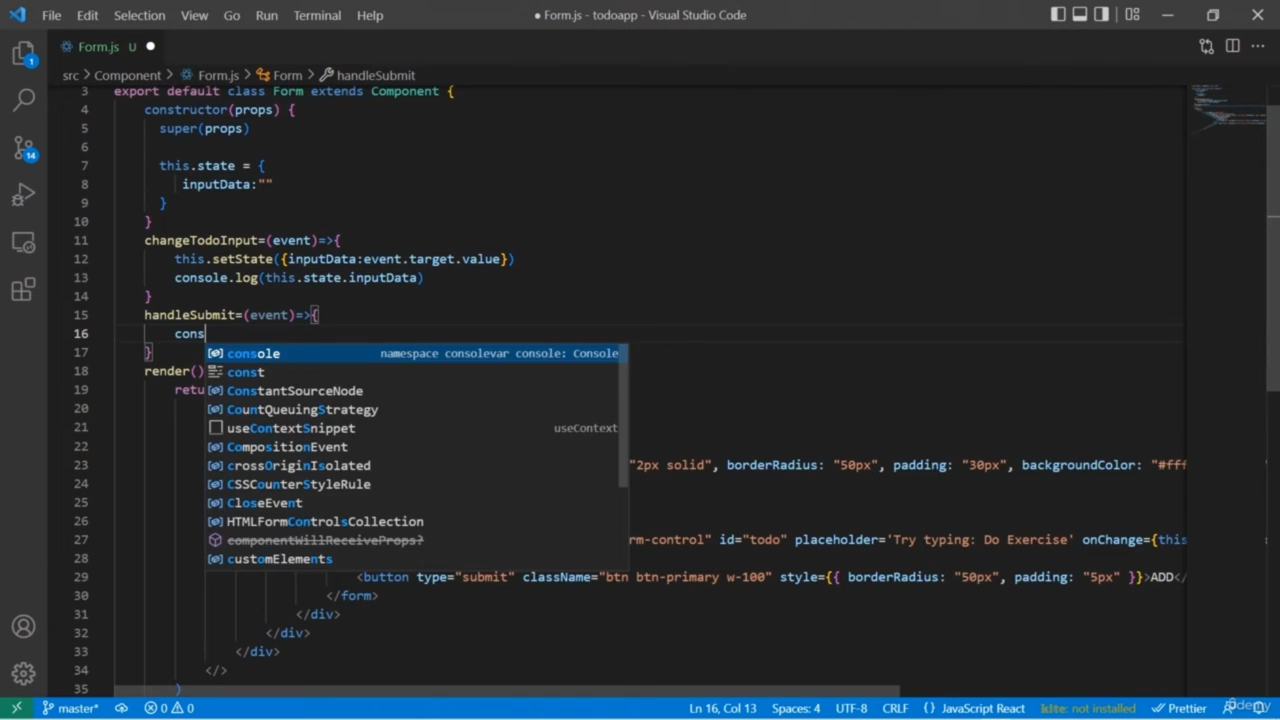 File Edit Selection View Go Run Terminal Help ● Form.js - todoapp - Visual Studio Code
Form.js U ●
src > Component > Form.js > Form > handleSubmit
3 export default class Form extends Component {
4 constructor(props) {
5 super(props)
6
7 this.state = {
8 inputData:""
9 }
10 }
11 changeTodoInput=(event)=>{
12 this.setState({inputData:event.target.value})
13 console.log(this.state.inputData)
14 }
15 handleSubmit=(event)=>{
16 cons
17 }
console namespace consolevar console: Console
18 render()
const
19 retu
ConstantSourceNode
20
CountQueuingStrategy
21
useContextSnippet useContext
22
CompositionEvent
23 "2px solid", borderRadius: "50px", padding: "30px", backgroundColor: "#fff
crossOriginIsolated
24
CSSCounterStyleRule
25
CloseEvent
26
HTMLFormControlsCollection
27 rm-control" id="todo" placeholder='Try typing: Do Exercise' onChange={this
componentWillReceiveProps?
28
customElements
29 <button type="submit" className="btn btn-primary w-100" style={{ borderRadius: "50px", padding: "5px" }}>ADD</
30 </form>
31 </div>
32 </div>
33 </div>
34 </>
35 )
1
14
master* 0 0 Ln 16, Col 13 Spaces: 4 UTF-8 CRLF {} JavaScript React not installed Prettier
Udemy